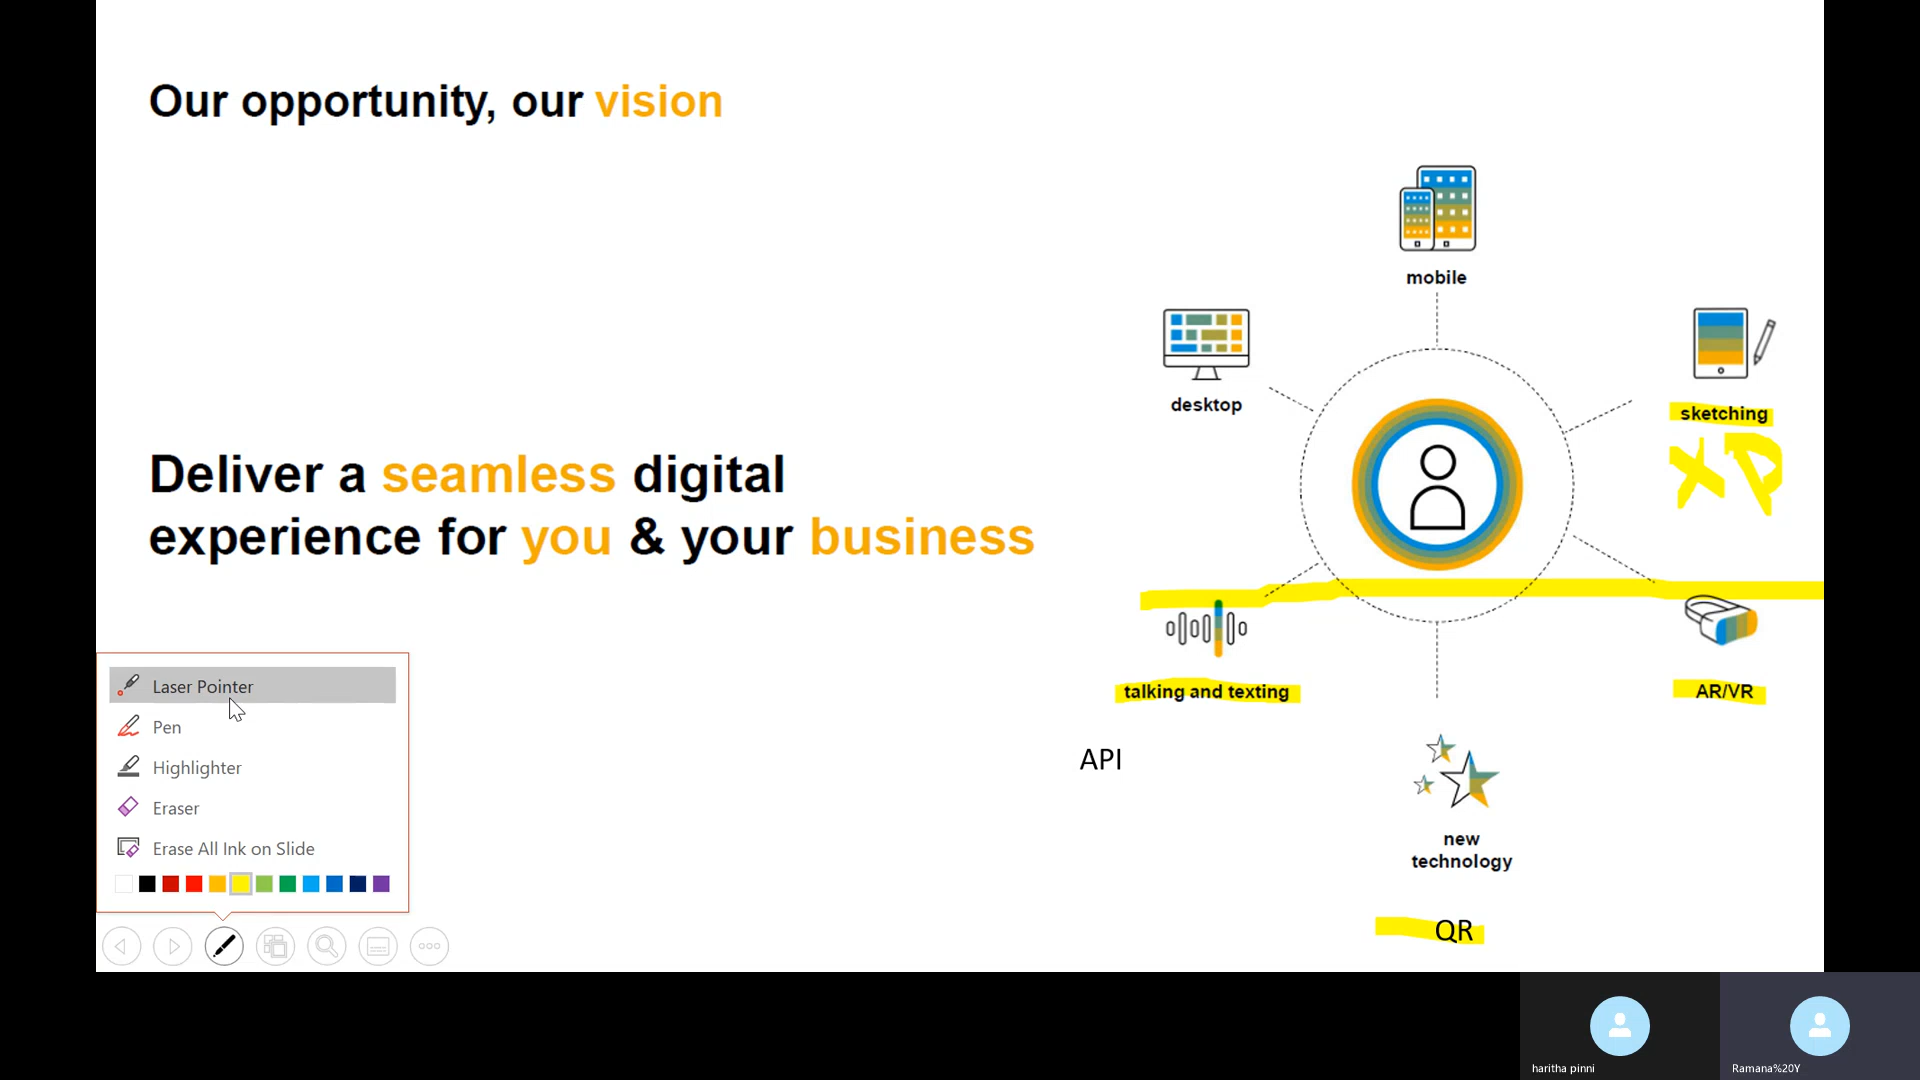 Our opportunity, our vision
mobile
desktop
sketching
XD
Deliver a seamless digital
experience for you & your business
talking and texting
AR/VR
API
new
technology
QR
Laser Pointer
Pen
Highlighter
Eraser
Erase All Ink on Slide
haritha pinni
Ramana%20Y